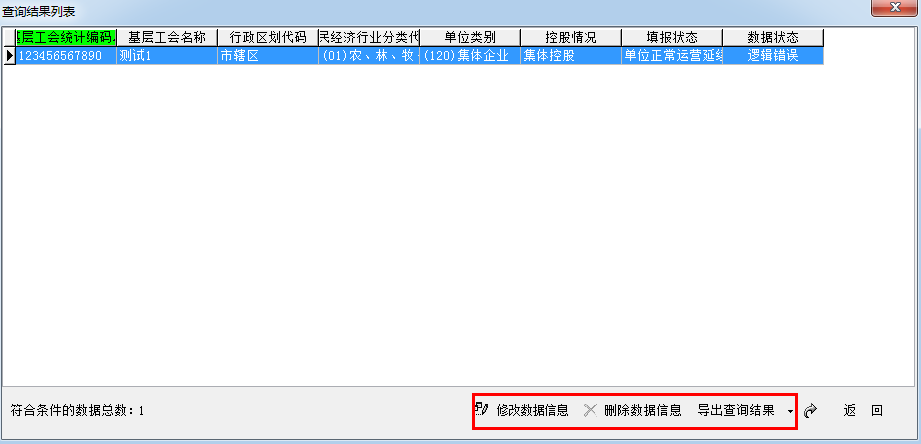 查询结果列表
基层工会统计编码 基层工会名称 行政区划代码 民经济行业分类代 单位类别 控股情况 填报状态 数据状态
123456567890 测试1 市辖区 (01)农、林、牧 (120)集体企业 集体控股 单位正常运营延续 逻辑错误
符合条件的数据总数：1 修改数据信息 删除数据信息 导出查询结果 返 回